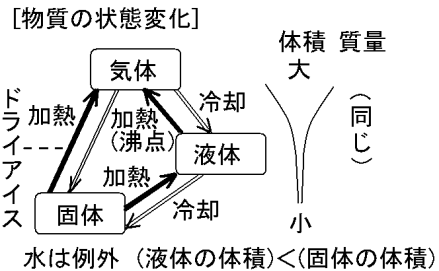 [物質の状態変化]
体積 質量
大
気体
冷却
加熱
加熱
(沸点)
(同じ)
ドライアイス
液体
加熱
固体
冷却
小
水は例外 (液体の体積)<(固体の体積)